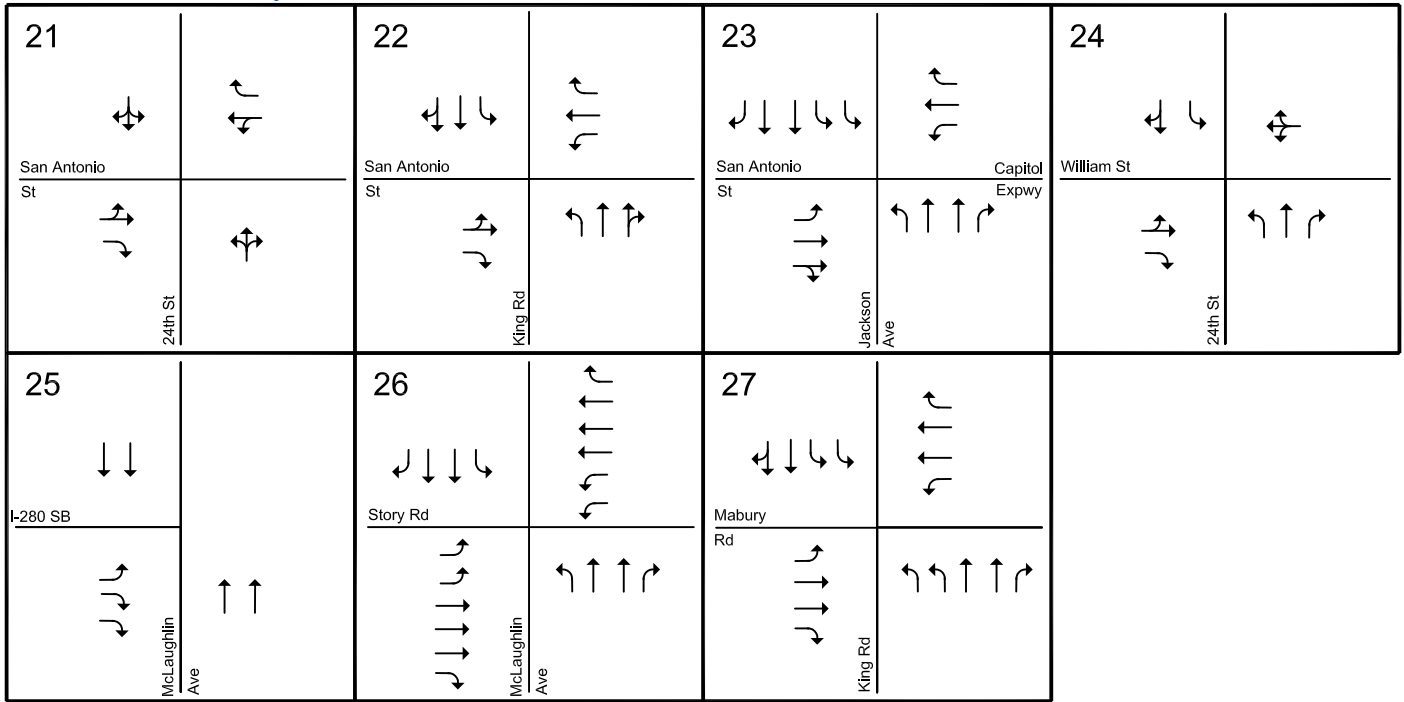 21
San Antonio
St
24th St
22
San Antonio
St
King Rd
23
San Antonio
St
Capitol
Expwy
Jackson
Ave
24
William St
24th St
25
I-280 SB
McLaughlin
Ave
26
Story Rd
McLaughlin
Ave
27
Mabury
Rd
King Rd